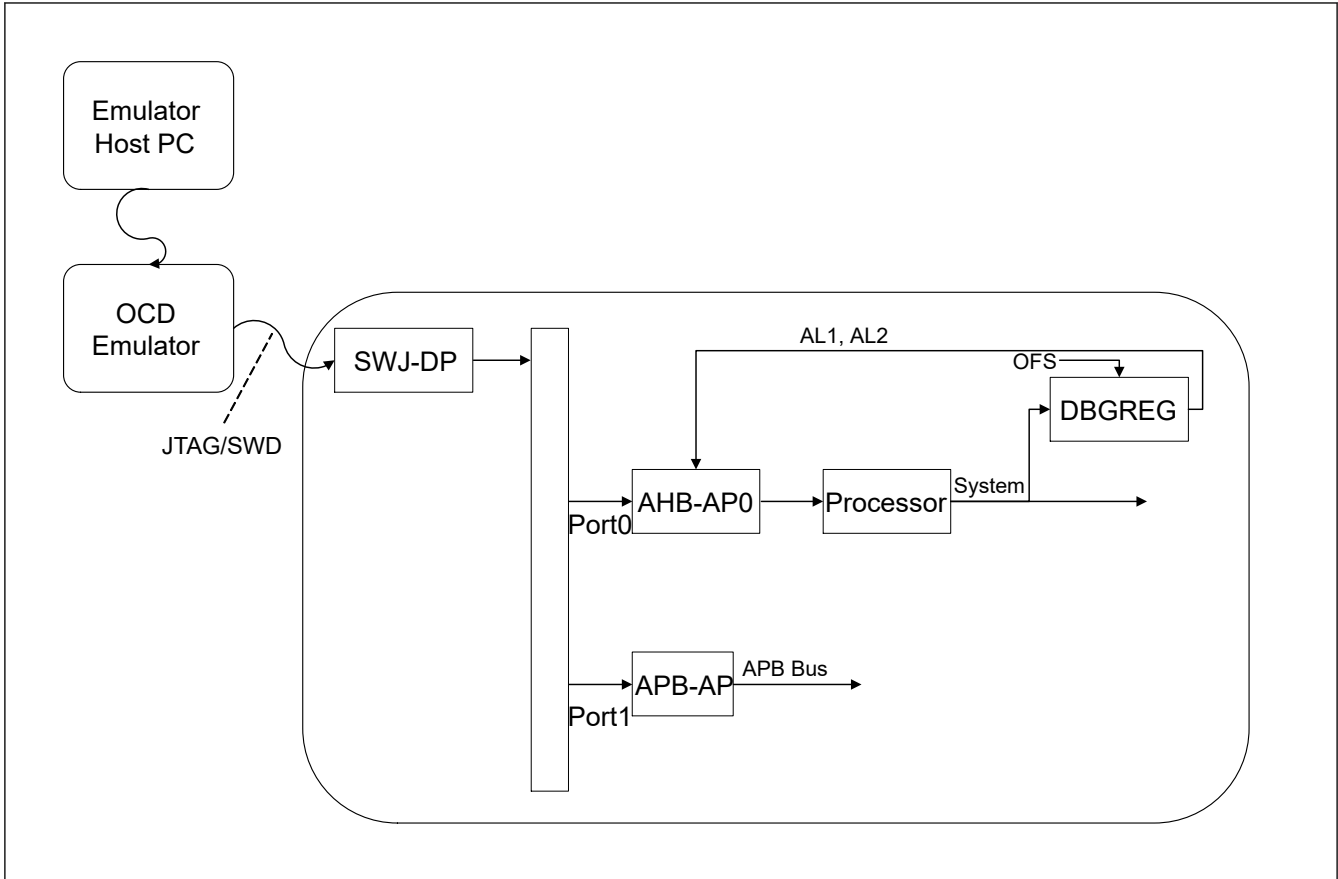 Emulator
Host PC
OCD
Emulator
JTAG/SWD
SWJ-DP
AL1, AL2
OFS
DBGREG
Port0
AHB-AP0
Processor
System
Port1
APB-AP
APB Bus